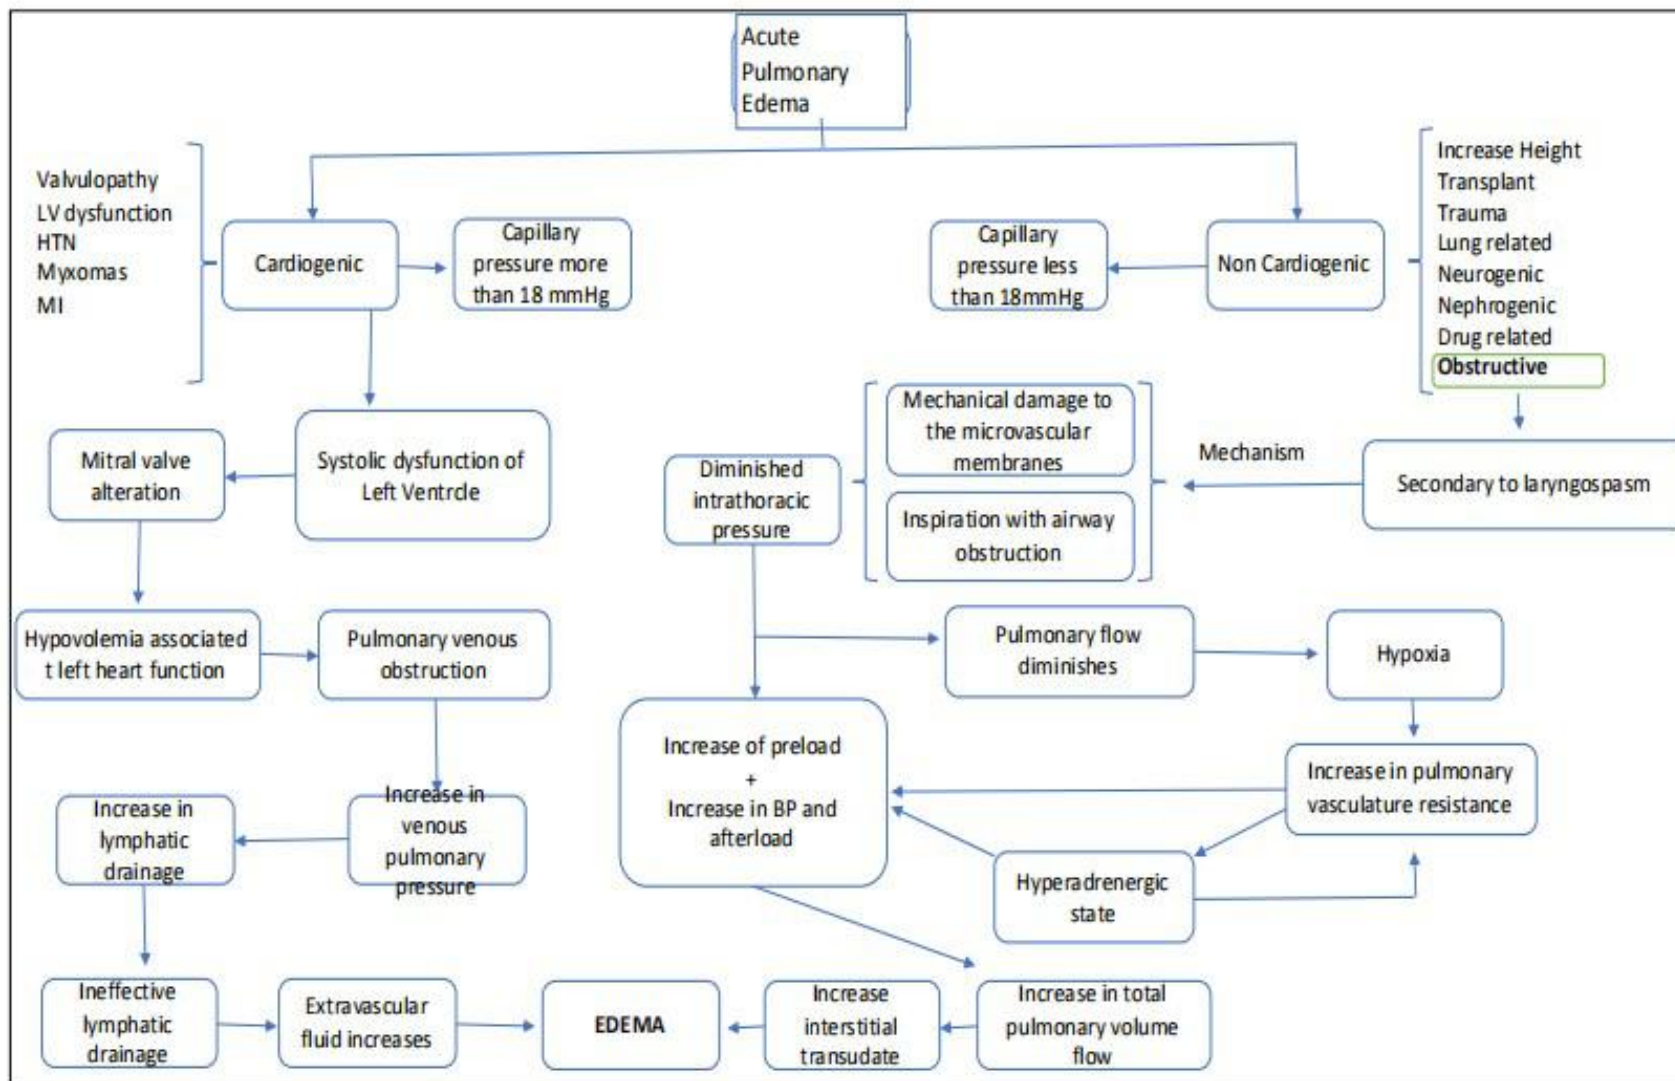 Acute
Pulmonary
Edema
Valvulopathy
LV dysfunction
HTN
Myxomas
MI
Cardiogenic
Capillary
pressure more
than 18 mmHg
Capillary
pressure less
than 18mmHg
Non Cardiogenic
Increase Height
Transplant
Trauma
Lung related
Neurogenic
Nephrogenic
Drug related
Obstructive
Mitral valve
alteration
Systolic dysfunction of
Left Ventrcle
Diminished
intrathoracic
pressure
Mechanical damage to
the microvascular
membranes
Inspiration with airway
obstruction
Mechanism
Secondary to laryngospasm
Hypovolemia associated
t left heart function
Pulmonary venous
obstruction
Pulmonary flow
diminishes
Hypoxia
Increase in
lymphatic
drainage
Increase in
venous
pulmonary
pressure
Increase of preload
+
Increase in BP and
afterload
Increase in pulmonary
vasculature resistance
Hyperadrenergic
state
Ineffective
lymphatic
drainage
Extravascular
fluid increases
EDEMA
Increase
interstitial
transudate
Increase in total
pulmonary volume
flow